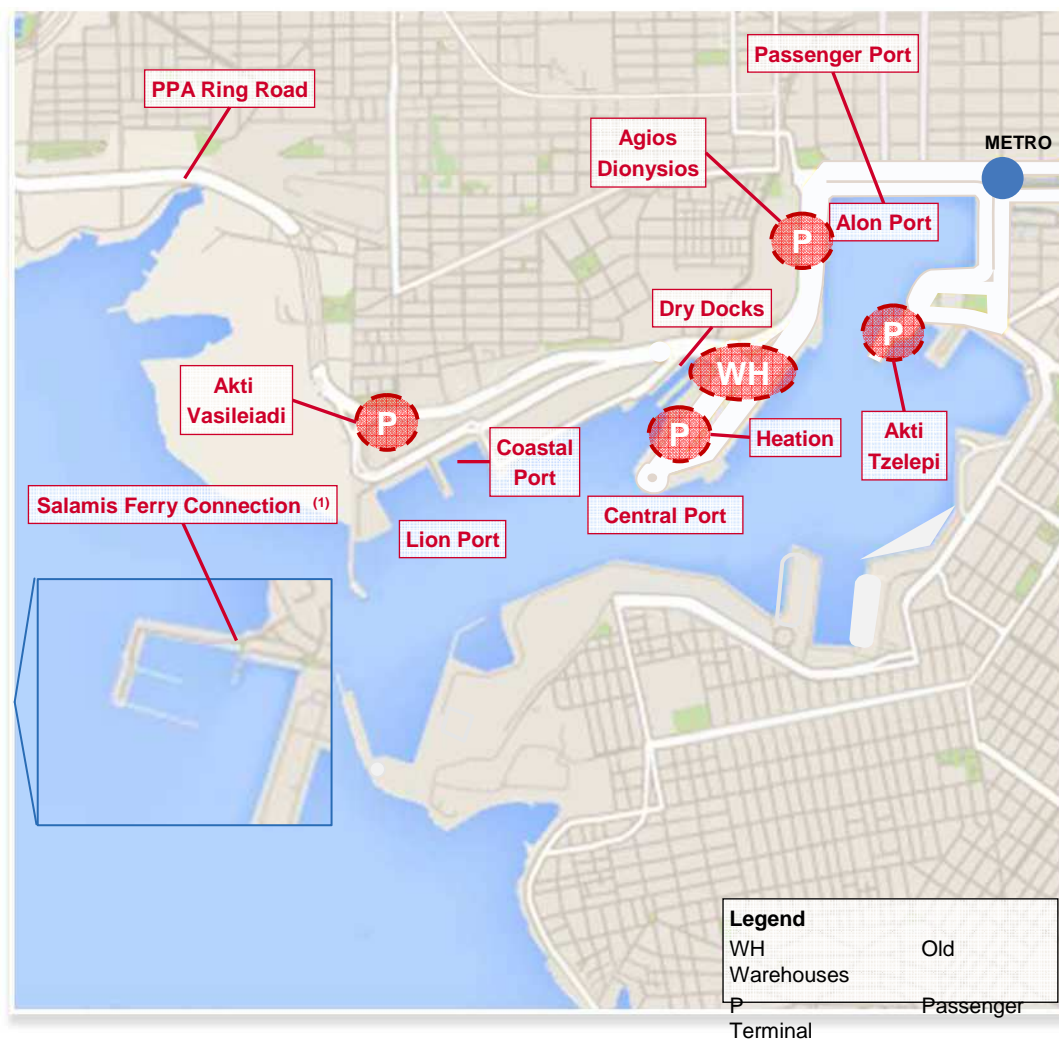 Passenger Port
PPA Ring Road
Agios
Dionysios
METRO
P
Alon Port
Dry Docks
P
WH
Akti
Vasileiadi
P
P
Heation
Akti
Tzelepi
Coastal
Port
Salamis Ferry Connection (1)
Central Port
Lion Port
Legend
WH Old
Warehouses
P Passenger
Terminal